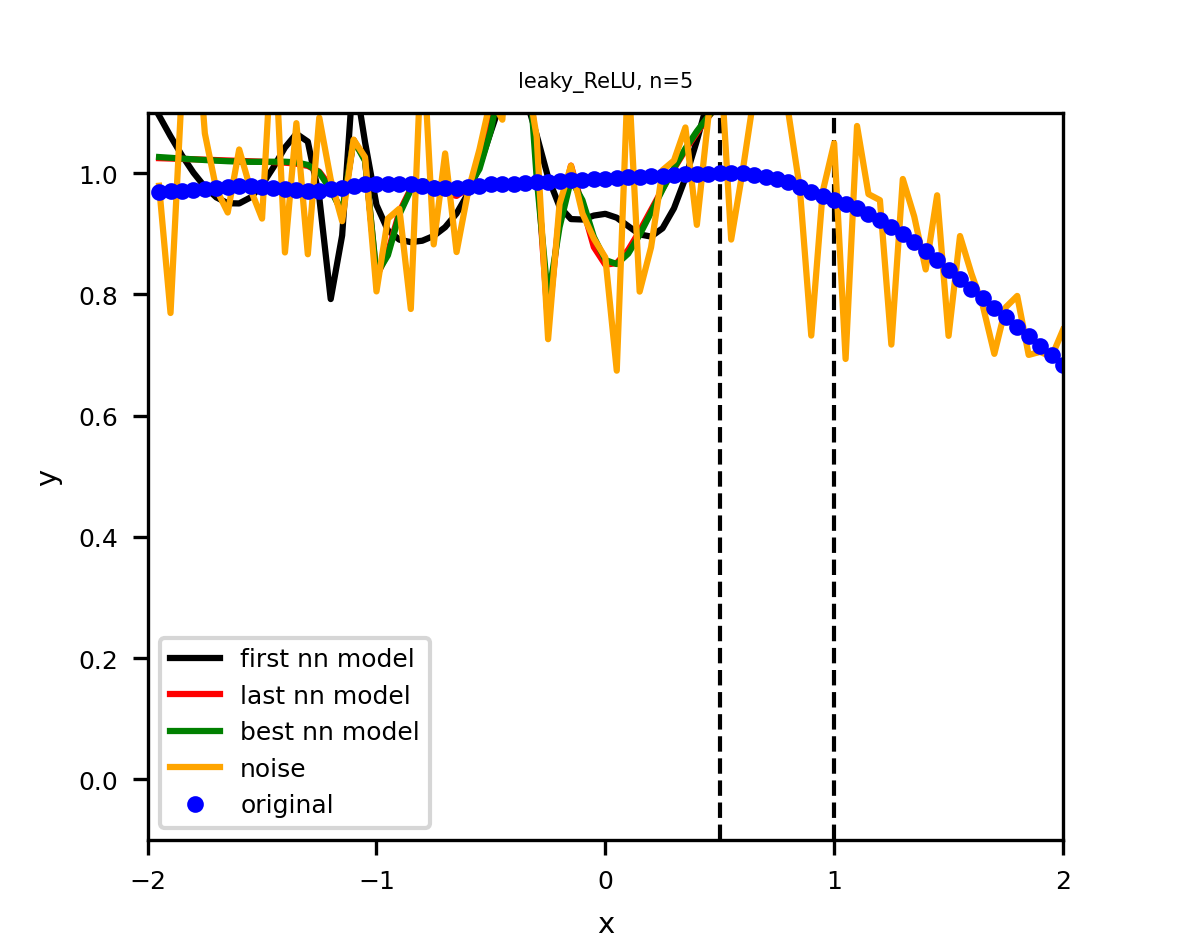 leaky_ReLU, n=5
1.0
0.8
0.6
0.4
0.2
0.0
y
first nn model
last nn model
best nn model
noise
original
−2
−1
0
1
2
x